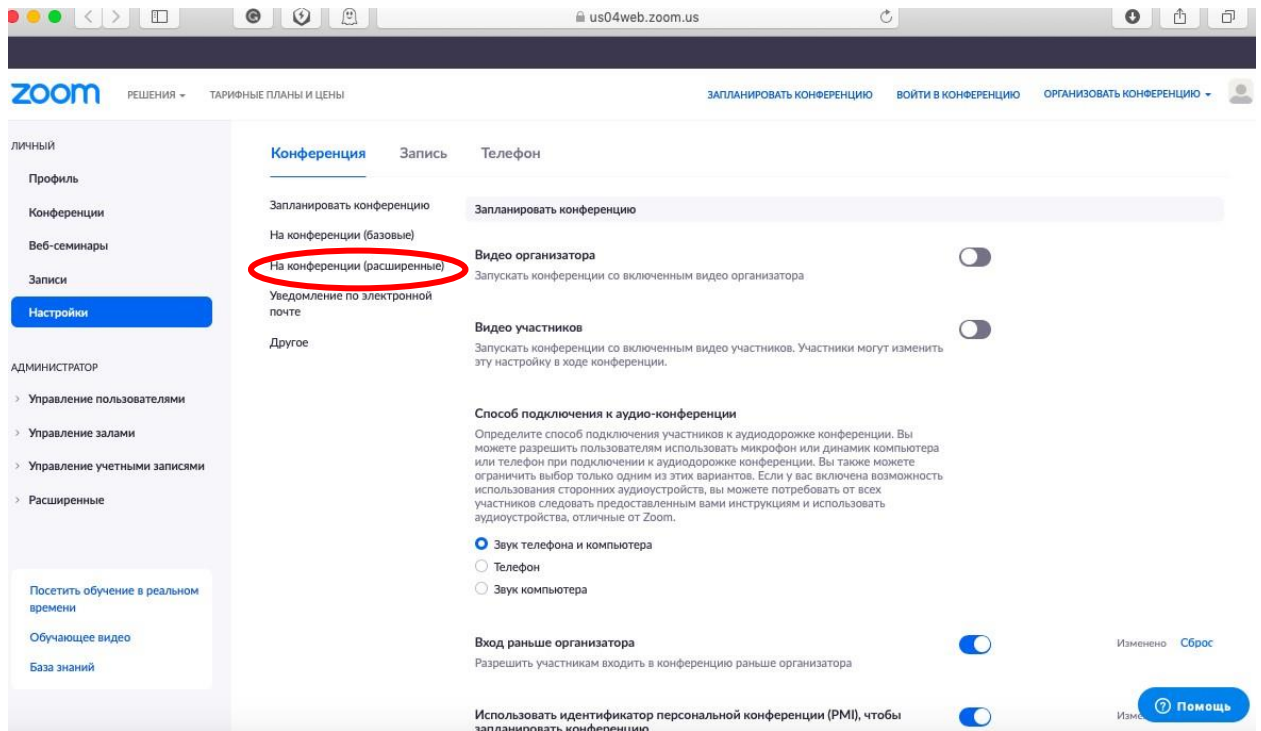 us04web.zoom.us
zoom
РЕШЕНИЯ
ТАРИФНЫЕ ПЛАНЫ И ЦЕНЫ
ЗАПЛАНИРОВАТЬ КОНФЕРЕНЦИЮ
ВОЙТИ В КОНФЕРЕНЦИЮ
ОРГАНИЗОВАТЬ КОНФЕРЕНЦИЮ
ЛИЧНЫЙ
Профиль
Конференции
Веб-семинары
Записи
Настройки
АДМИНИСТРАТОР
Управление пользователями
Управление залами
Управление учетными записями
Расширенные
Посетить обучение в реальном
времени
Обучающее видео
База знаний
Конференция
Запись
Телефон
Запланировать конференцию
На конференции (базовые)
На конференции (расширенные)
Уведомление по электронной
почте
Другое
Запланировать конференцию
Видео организатора
Запускать конференции со включенным видео организатора
Видео участников
Запускать конференции со включенным видео участников. Участники могут изменить
эту настройку в ходе конференции.
Способ подключения к аудио-конференции
Определите способ подключения участников к аудиодорожке конференции. Вы
можете разрешить пользователям использовать микрофон или динамик компьютера
или телефон при подключении к аудиодорожке конференции. Вы также можете
ограничить выбор только одним из этих вариантов. Если у вас включена возможность
использования сторонних аудиоустройств, вы можете потребовать от всех
участников следовать предоставленным вами инструкциям и использовать
аудиоустройства, отличные от Zoom.
Звук телефона и компьютера
Телефон
Звук компьютера
Вход раньше организатора
Изменено Сброс
Разрешить участникам входить в конференцию раньше организатора
Использовать идентификатор персональной конференции (PMI), чтобы
запланировать конференцию
Изме
Помощь